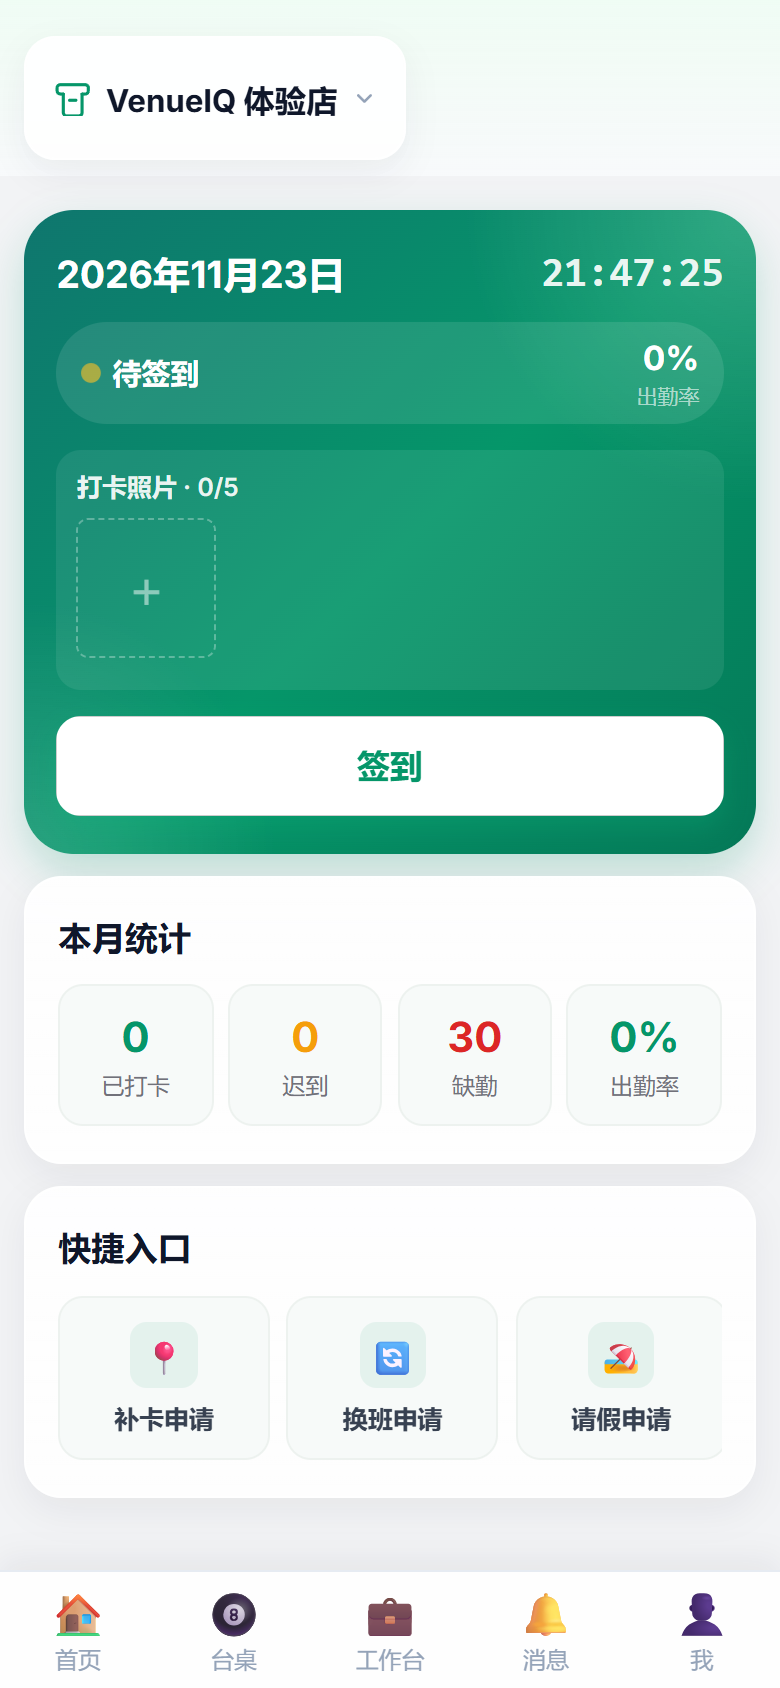 VenueIQ 体验店
2026年11月23日
21:47:25
待签到
0%
出勤率
打卡照片 · 0/5
+
签到
本月统计
0
0
30
0%
已打卡
迟到
缺勤
出勤率
快捷入口
补卡申请
换班申请
请假申请
8
首页
台桌
工作台
消息
我